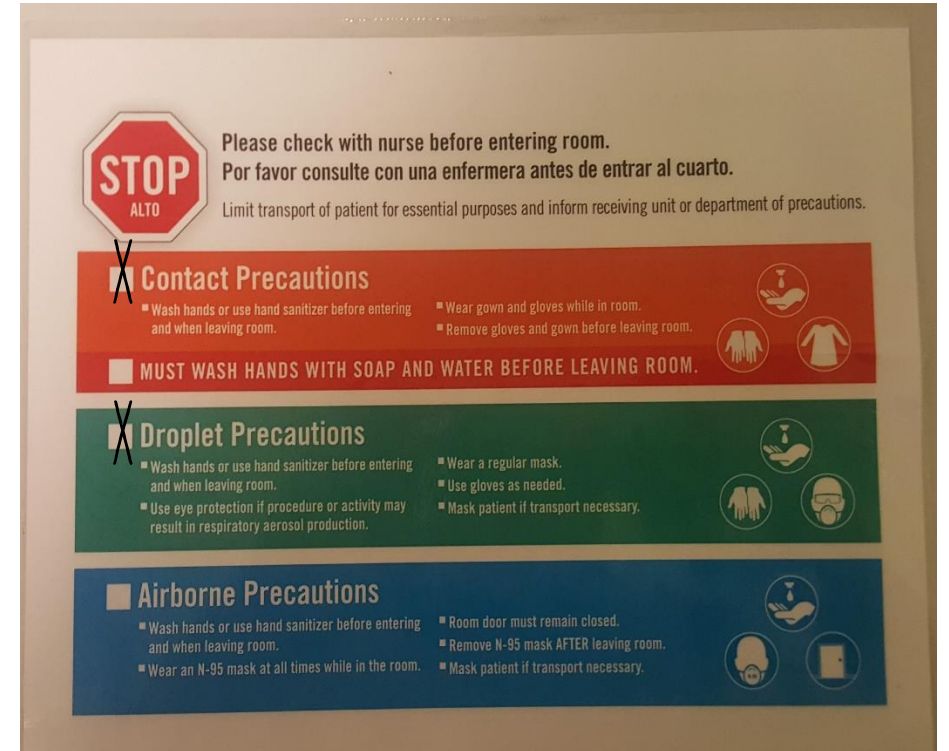 STOP
ALTO
Please check with nurse before entering room.
Por favor consulte con una enfermera antes de entrar al cuarto.
Limit transport of patient for essential purposes and inform receiving unit or department of precautions.
X Contact Precautions
▪ Wash hands or use hand sanitizer before entering
and when leaving room.
▪ Wear gown and gloves while in room.
▪ Remove gloves and gown before leaving room.
MUST WASH HANDS WITH SOAP AND WATER BEFORE LEAVING ROOM.
X Droplet Precautions
▪ Wash hands or use hand sanitizer before entering
and when leaving room.
▪ Use eye protection if procedure or activity may
result in respiratory aerosol production.
▪ Wear a regular mask.
▪ Use gloves as needed.
▪ Mask patient if transport necessary.
Airborne Precautions
▪ Wash hands or use hand sanitizer before entering
and when leaving room.
▪ Wear an N-95 mask at all times while in the room.
▪ Room door must remain closed.
▪ Remove N-95 mask AFTER leaving room.
▪ Mask patient if transport necessary.